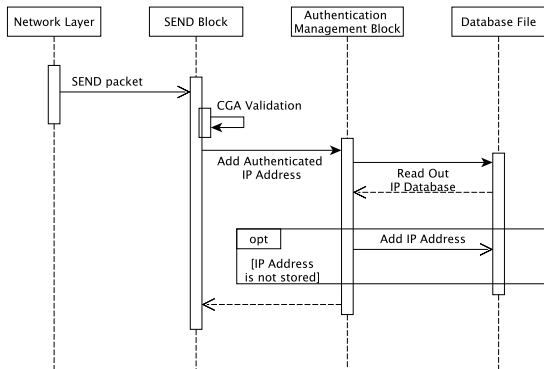 Network Layer
SEND Block
Authentication
Management Block
Database File
SEND packet
CGA Validation
Add Authenticated
IP Address
Read Out
IP Database
opt
Add IP Address
[IP Address
is not stored]